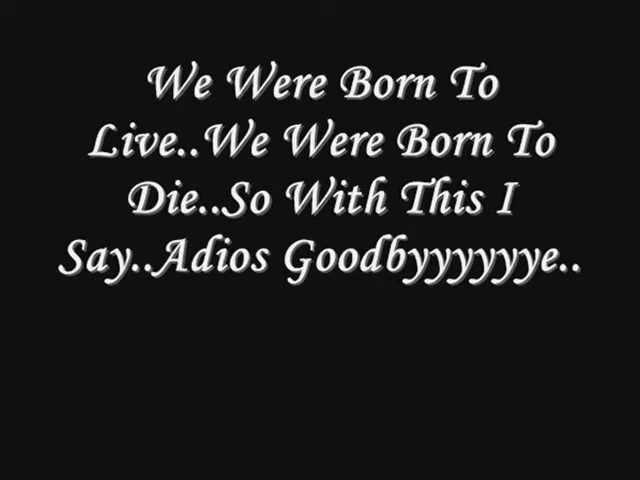 We Were Born To
Live..We Were Born To
Die..So With This I
Say..Adios Goodbyyyyyye..